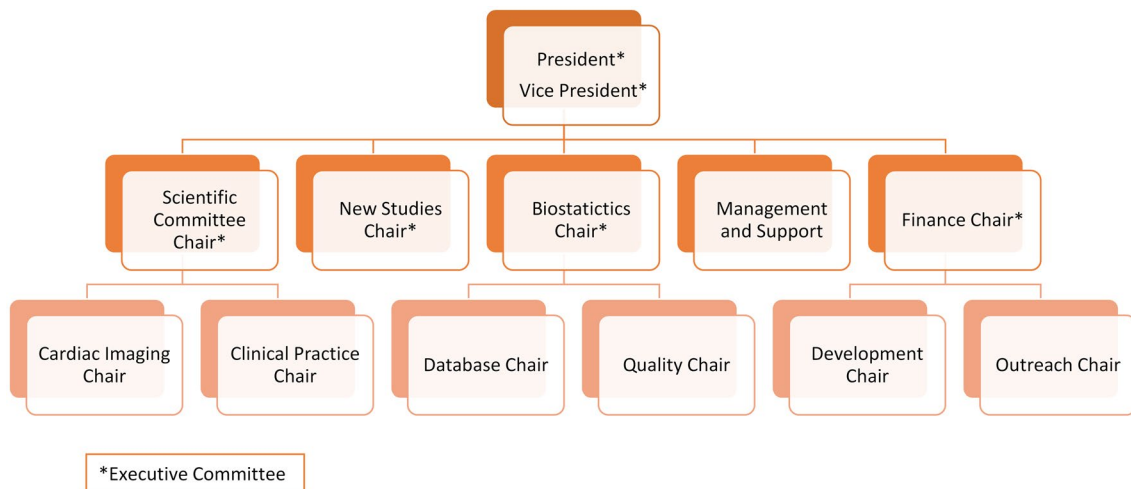 President*
Vice President*
Scientific
Committee
Chair*
New Studies
Chair*
Biostatictics
Chair*
Management
and Support
Finance Chair*
Cardiac Imaging
Chair
Clinical Practice
Chair
Database Chair
Quality Chair
Development
Chair
Outreach Chair
*Executive Committee